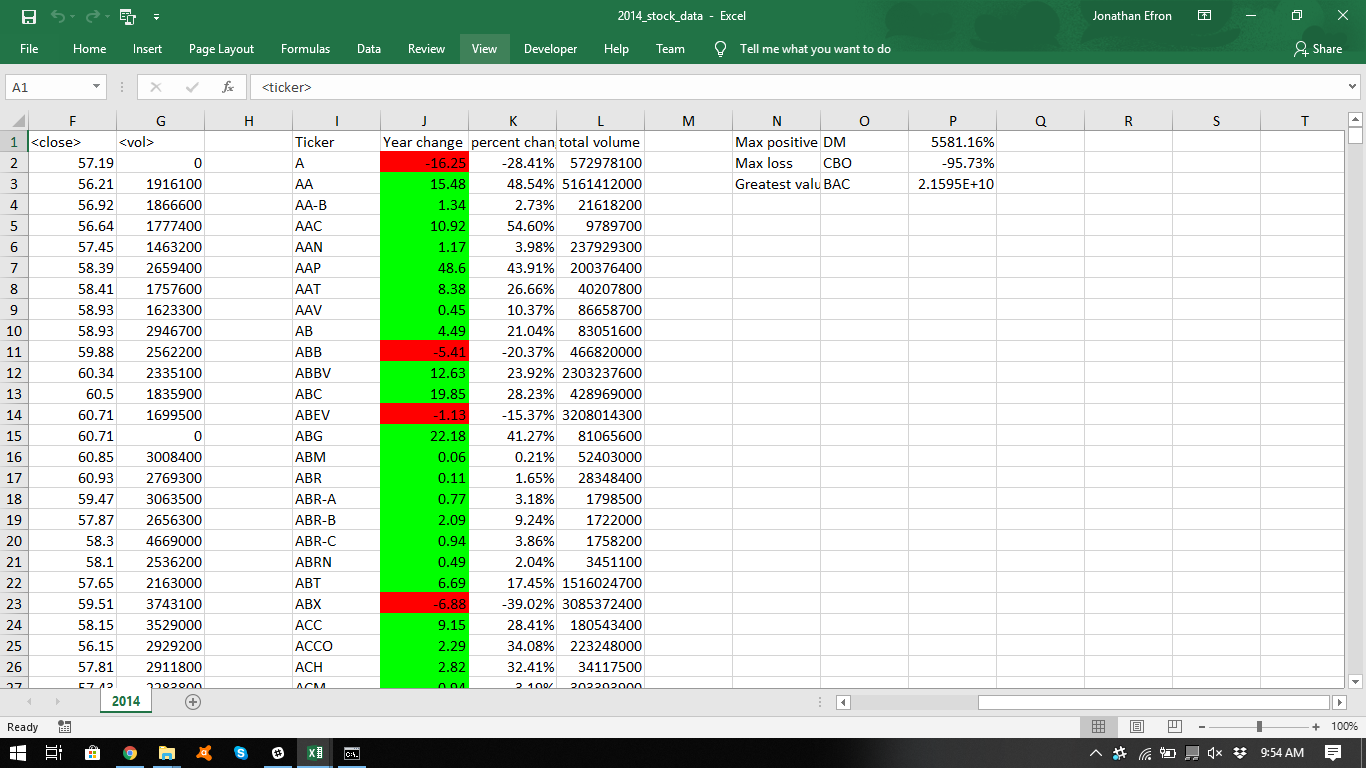 2014_stock_data - Excel
Jonathan Efron
File Home Insert Page Layout Formulas Data Review View Developer Help Team Tell me what you want to do Share
A1 fx <ticker>
F G H I J K L M N O P Q R S T
1 <close> <vol> Ticker Year change percent chan total volume Max positive DM 5581.16%
2 57.19 0 A -16.25 -28.41% 572978100 Max loss CBO -95.73%
3 56.21 1916100 AA 15.48 48.54% 5161412000 Greatest valu BAC 2.1595E+10
4 56.92 1866600 AA-B 1.34 2.73% 21618200
5 56.64 1777400 AAC 10.92 54.60% 9789700
6 57.45 1463200 AAN 1.17 3.98% 237929300
7 58.39 2659400 AAP 48.6 43.91% 200376400
8 58.41 1757600 AAT 8.38 26.66% 40207800
9 58.93 1623300 AAV 0.45 10.37% 86658700
10 58.93 2946700 AB 4.49 21.04% 83051600
11 59.88 2562200 ABB -5.41 -20.37% 466820000
12 60.34 2335100 ABBV 12.63 23.92% 2303237600
13 60.5 1835900 ABC 19.85 28.23% 428969000
14 60.71 1699500 ABEV -1.13 -15.37% 3208014300
15 60.71 0 ABG 22.18 41.27% 81065600
16 60.85 3008400 ABM 0.06 0.21% 52403000
17 60.93 2769300 ABR 0.11 1.65% 28348400
18 59.47 3063500 ABR-A 0.77 3.18% 1798500
19 57.87 2656300 ABR-B 2.09 9.24% 1722000
20 58.3 4669000 ABR-C 0.94 3.86% 1758200
21 58.1 2536200 ABRN 0.49 2.04% 3451100
22 57.65 2163000 ABT 6.69 17.45% 1516024700
23 59.51 3743100 ABX -6.88 -39.02% 3085372400
24 58.15 3529000 ACC 9.15 28.41% 180543400
25 56.15 2929200 ACCO 2.29 34.08% 223248000
26 57.81 2911800 ACH 2.82 32.41% 34117500
27 57.43 2283800 ACM 0.94 3.19% 303393900
2014
Ready 100%
9:54 AM